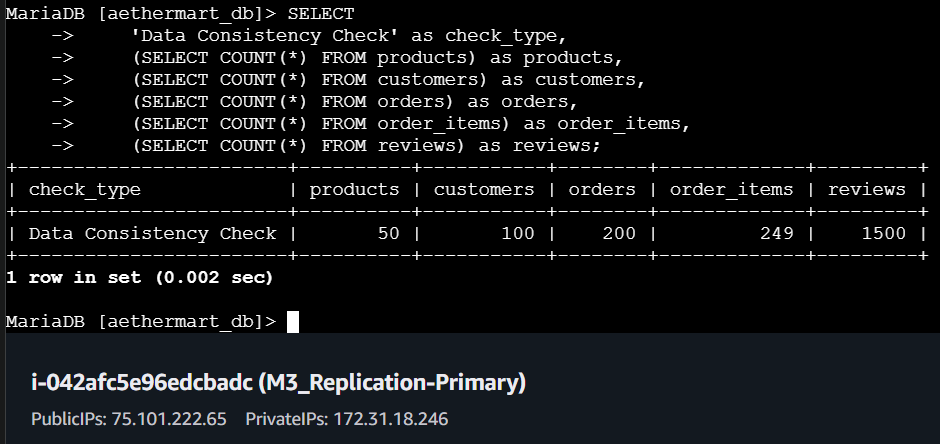 MariaDB [aethermart_db]> SELECT
    ->     'Data Consistency Check' as check_type,
    ->     (SELECT COUNT(*) FROM products) as products,
    ->     (SELECT COUNT(*) FROM customers) as customers,
    ->     (SELECT COUNT(*) FROM orders) as orders,
    ->     (SELECT COUNT(*) FROM order_items) as order_items,
    ->     (SELECT COUNT(*) FROM reviews) as reviews;
+------------------------+----------+-----------+--------+-------------+---------+
| check_type             | products | customers | orders | order_items | reviews |
+------------------------+----------+-----------+--------+-------------+---------+
| Data Consistency Check |       50 |       100 |    200 |         249 |    1500 |
+------------------------+----------+-----------+--------+-------------+---------+
1 row in set (0.002 sec)

MariaDB [aethermart_db]>
i-042afc5e96edcbadc (M3_Replication-Primary)
PublicIPs: 75.101.222.65    PrivateIPs: 172.31.18.246